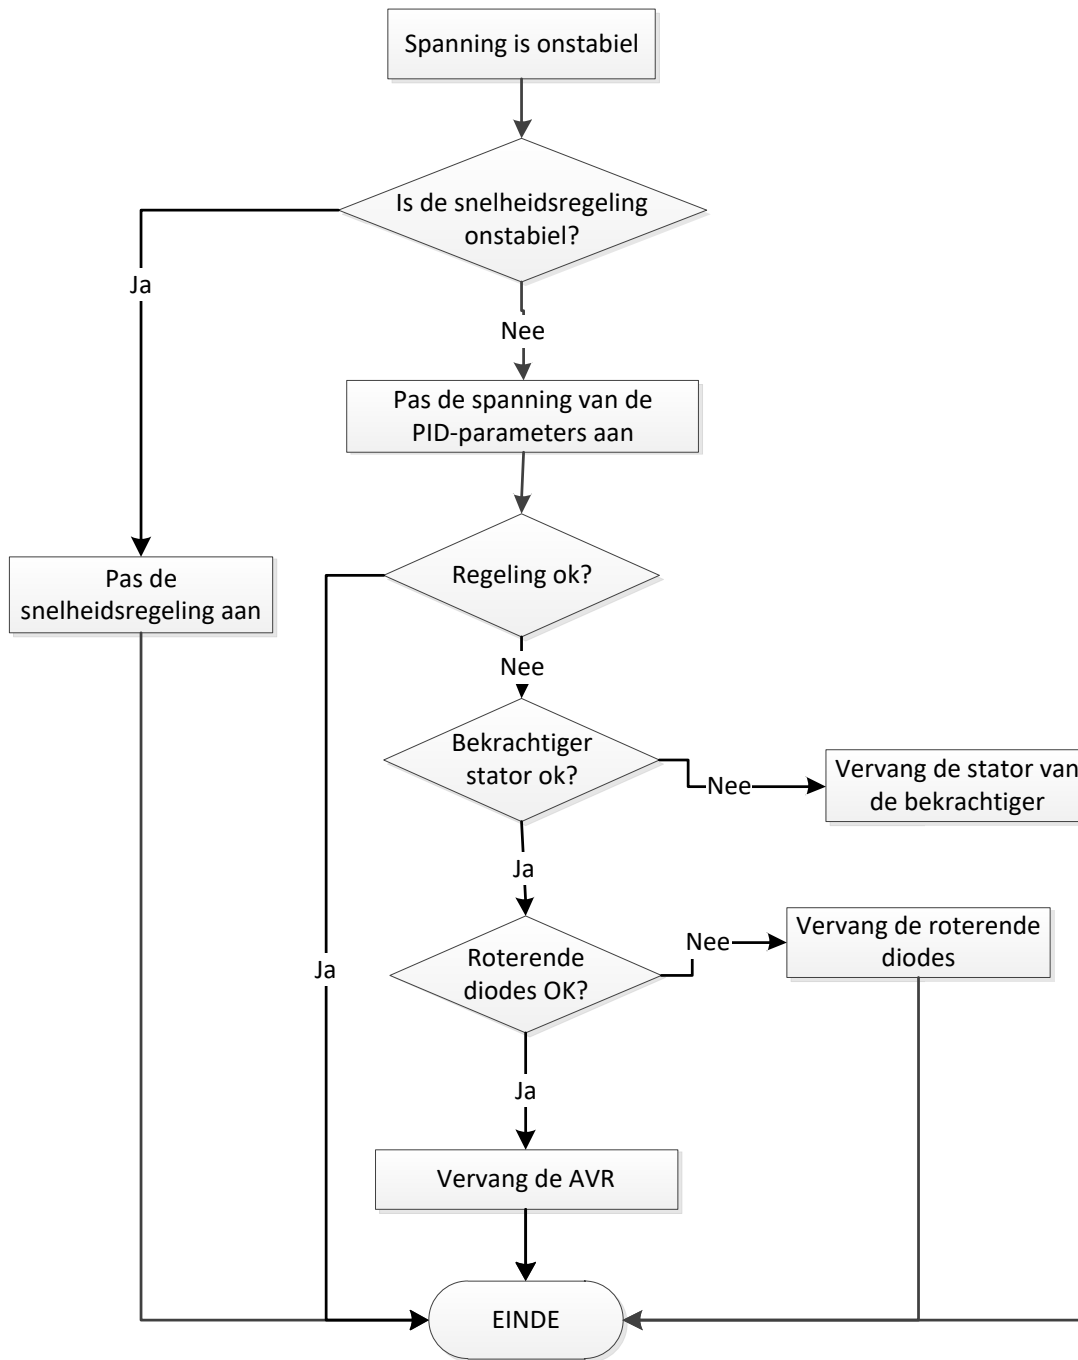 Spanning is onstabiel
Is de snelheidsregeling
onstabiel?
Ja
Nee
Pas de spanning van de
PID-parameters aan
Pas de
snelheidsregeling aan
Regeling ok?
Nee
Bekrachtiger
stator ok?
Nee
Vervang de stator van
de bekrachtiger
Ja
Roterende
diodes OK?
Nee
Vervang de roterende
diodes
Ja
Ja
Vervang de AVR
EINDE